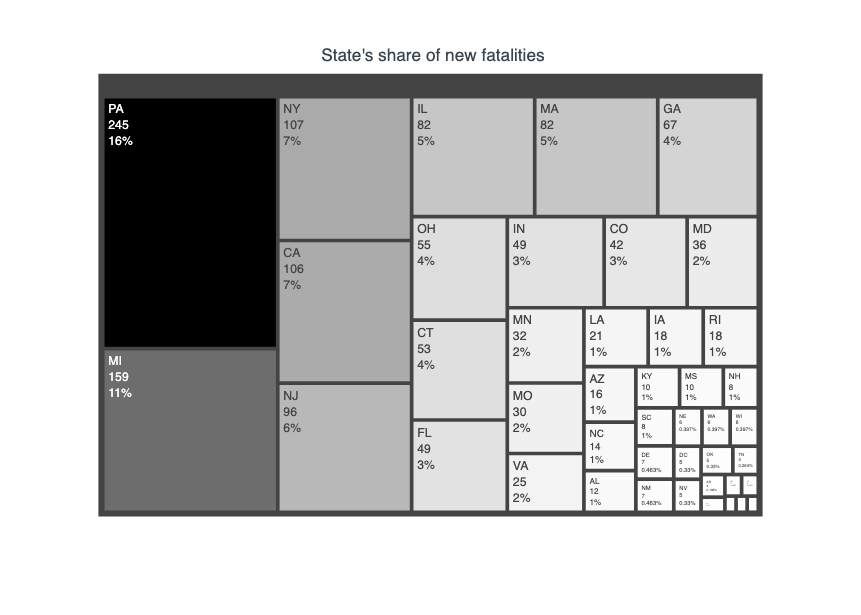 State's share of new fatalities
PA
245
16%
MI
159
11%
NY
107
7%
CA
106
7%
NJ
96
6%
IL
82
5%
MA
82
5%
GA
67
4%
OH
55
4%
CT
53
4%
FL
49
3%
IN
49
3%
CO
42
3%
MD
36
2%
MN
32
2%
MO
30
2%
VA
25
2%
LA
21
1%
IA
18
1%
RI
18
1%
AZ
16
1%
NC
14
1%
AL
12
1%
KY
10
1%
MS
10
1%
NH
8
1%
SC
8
1%
DE
7
0.463%
NM
7
0.463%
NE
6
0.397%
WA
6
0.397%
WI
6
0.397%
DC
5
0.33%
NV
5
0.33%
OK
5
0.33%
TN
4
0.264%